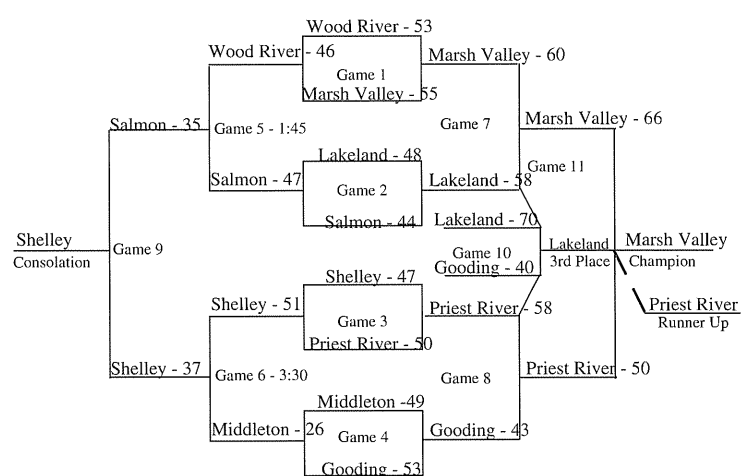 Wood River - 53
Wood River - 46
Marsh Valley - 60
Game 1
Marsh Valley - 55
Salmon - 35
Game 5 - 1:45
Game 7
Marsh Valley - 66
Lakeland - 48
Game 11
Salmon - 47
Game 2
Lakeland - 58
Salmon - 44
Lakeland - 70
Shelley
Consolation
Game 9
Game 10
Lakeland
3rd Place
Marsh Valley
Champion
Gooding - 40
Shelley - 47
Shelley - 51
Game 3
Priest River - 58
Priest River
Runner Up
Priest River - 50
Shelley - 37
Game 6 - 3:30
Game 8
Priest River - 50
Middleton -49
Middleton - 26
Game 4
Gooding - 43
Gooding - 53